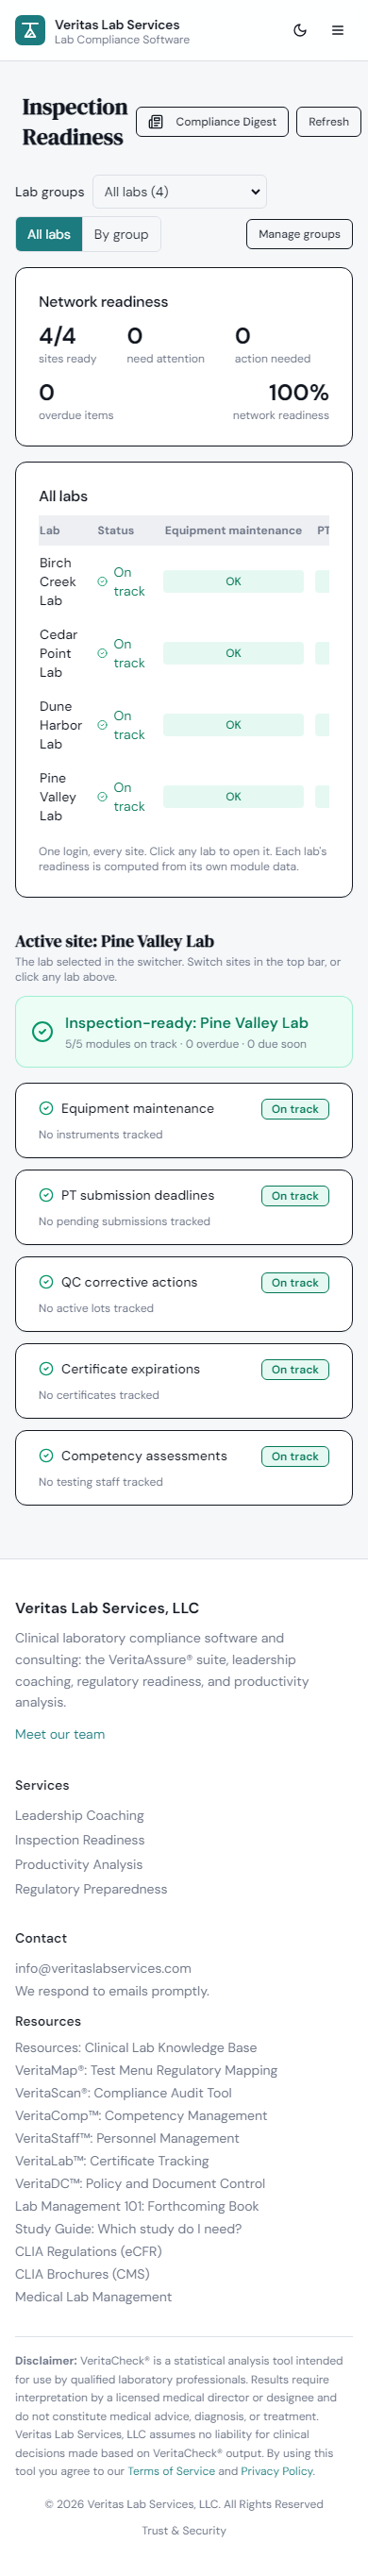 Veritas Lab Services
Lab Compliance Software
Inspection
Readiness
Compliance Digest
Refresh
Lab groups
All labs (4)
All labs
By group
Manage groups
Network readiness
4/4
sites ready
0
need attention
0
action needed
0
overdue items
100%
network readiness
All labs
Lab Status Equipment maintenance PT
Birch
Creek
Lab
On
track
OK
Cedar
Point
Lab
On
track
OK
Dune
Harbor
Lab
On
track
OK
Pine
Valley
Lab
On
track
OK
One login, every site. Click any lab to open it. Each lab's
readiness is computed from its own module data.
Active site: Pine Valley Lab
The lab selected in the switcher. Switch sites in the top bar, or
click any lab above.
Inspection-ready: Pine Valley Lab
5/5 modules on track · 0 overdue · 0 due soon
Equipment maintenance
On track
No instruments tracked
PT submission deadlines
On track
No pending submissions tracked
QC corrective actions
On track
No active lots tracked
Certificate expirations
On track
No certificates tracked
Competency assessments
On track
No testing staff tracked
Veritas Lab Services, LLC
Clinical laboratory compliance software and
consulting: the VeritaAssure® suite, leadership
coaching, regulatory readiness, and productivity
analysis.
Meet our team
Services
Leadership Coaching
Inspection Readiness
Productivity Analysis
Regulatory Preparedness
Contact
info@veritaslabservices.com
We respond to emails promptly.
Resources
Resources: Clinical Lab Knowledge Base
VeritaMap®: Test Menu Regulatory Mapping
VeritaScan®: Compliance Audit Tool
VeritaComp™: Competency Management
VeritaStaff™: Personnel Management
VeritaLab™: Certificate Tracking
VeritaDC™: Policy and Document Control
Lab Management 101: Forthcoming Book
Study Guide: Which study do I need?
CLIA Regulations (eCFR)
CLIA Brochures (CMS)
Medical Lab Management
Disclaimer: VeritaCheck® is a statistical analysis tool intended
for use by qualified laboratory professionals. Results require
interpretation by a licensed medical director or designee and
do not constitute medical advice, diagnosis, or treatment.
Veritas Lab Services, LLC assumes no liability for clinical
decisions made based on VeritaCheck® output. By using this
tool you agree to our Terms of Service and Privacy Policy.
© 2026 Veritas Lab Services, LLC. All Rights Reserved
Trust & Security